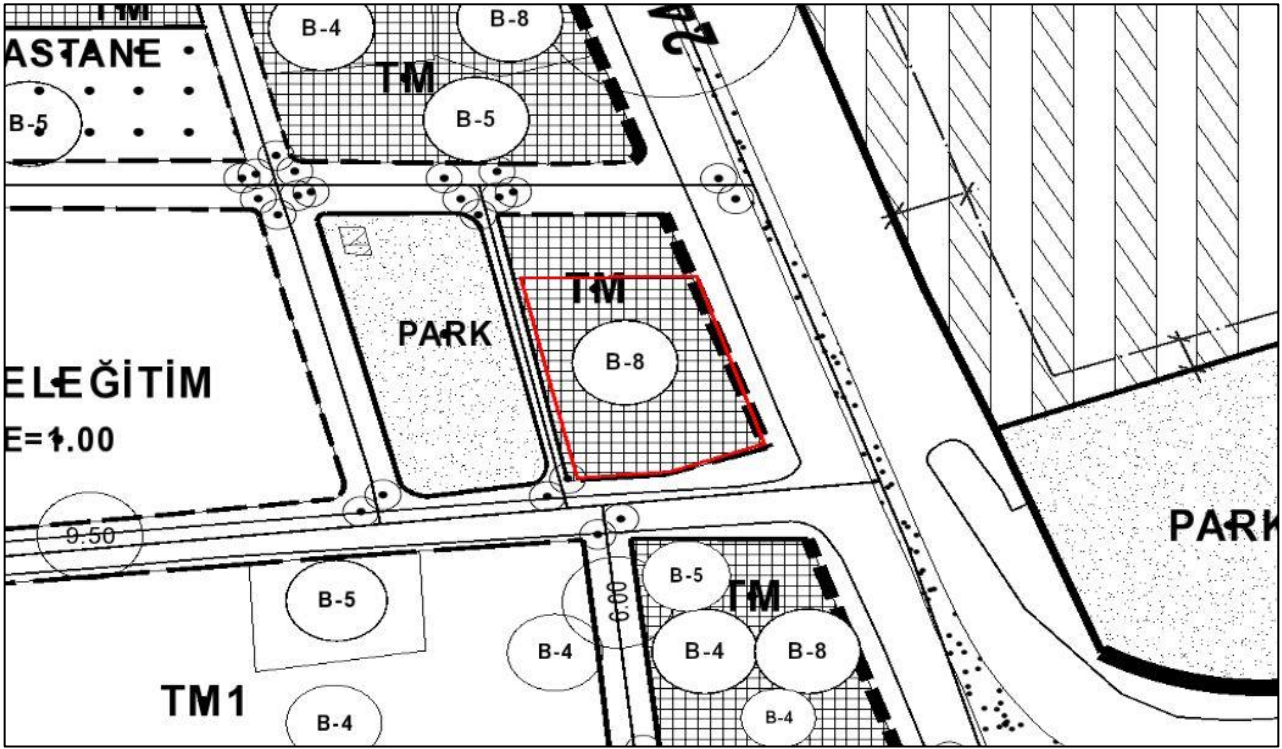 TM
B-4
B-8
ASTANE
TM
B-5
B-5
TM
PARK
B-8
ELEĞİTİM
E=1.00
9.50
PARK
B-5
6.00
B-5
TM
B-4
B-4
B-8
TM1
B-4
B-4